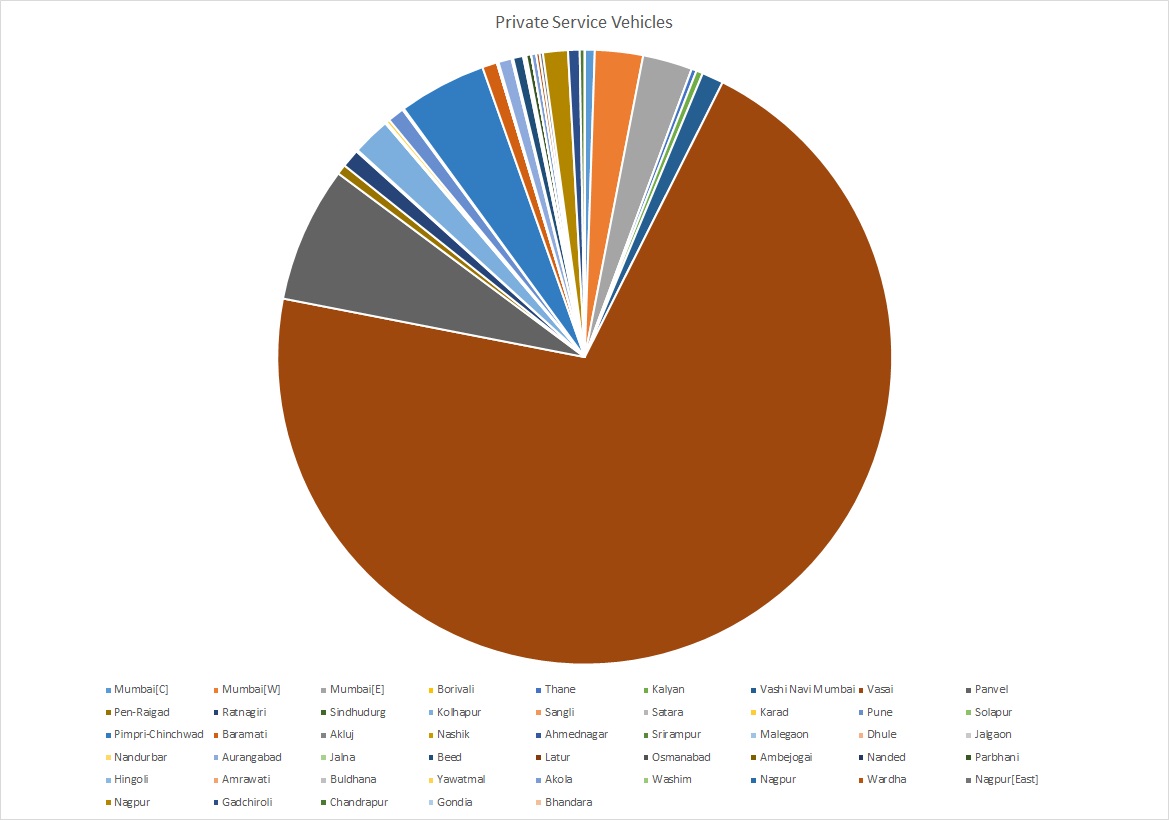 Private Service Vehicles
Mumbai[C] Mumbai[W] Mumbai[E] Borivali Thane Kalyan Vashi Navi Mumbai Vasai Panvel
Pen-Raigad Ratnagiri Sindhudurg Kolhapur Sangli Satara Karad Pune Solapur
Pimpri-Chinchwad Baramati Akluj Nashik Ahmednagar Srirampur Malegaon Dhule Jalgaon
Nandurbar Aurangabad Jalna Beed Latur Osmanabad Ambejogai Nanded Parbhani
Hingoli Amrawati Buldhana Yawatmal Akola Washim Nagpur Wardha Nagpur[East]
Nagpur Gadchiroli Chandrapur Gondia Bhandara